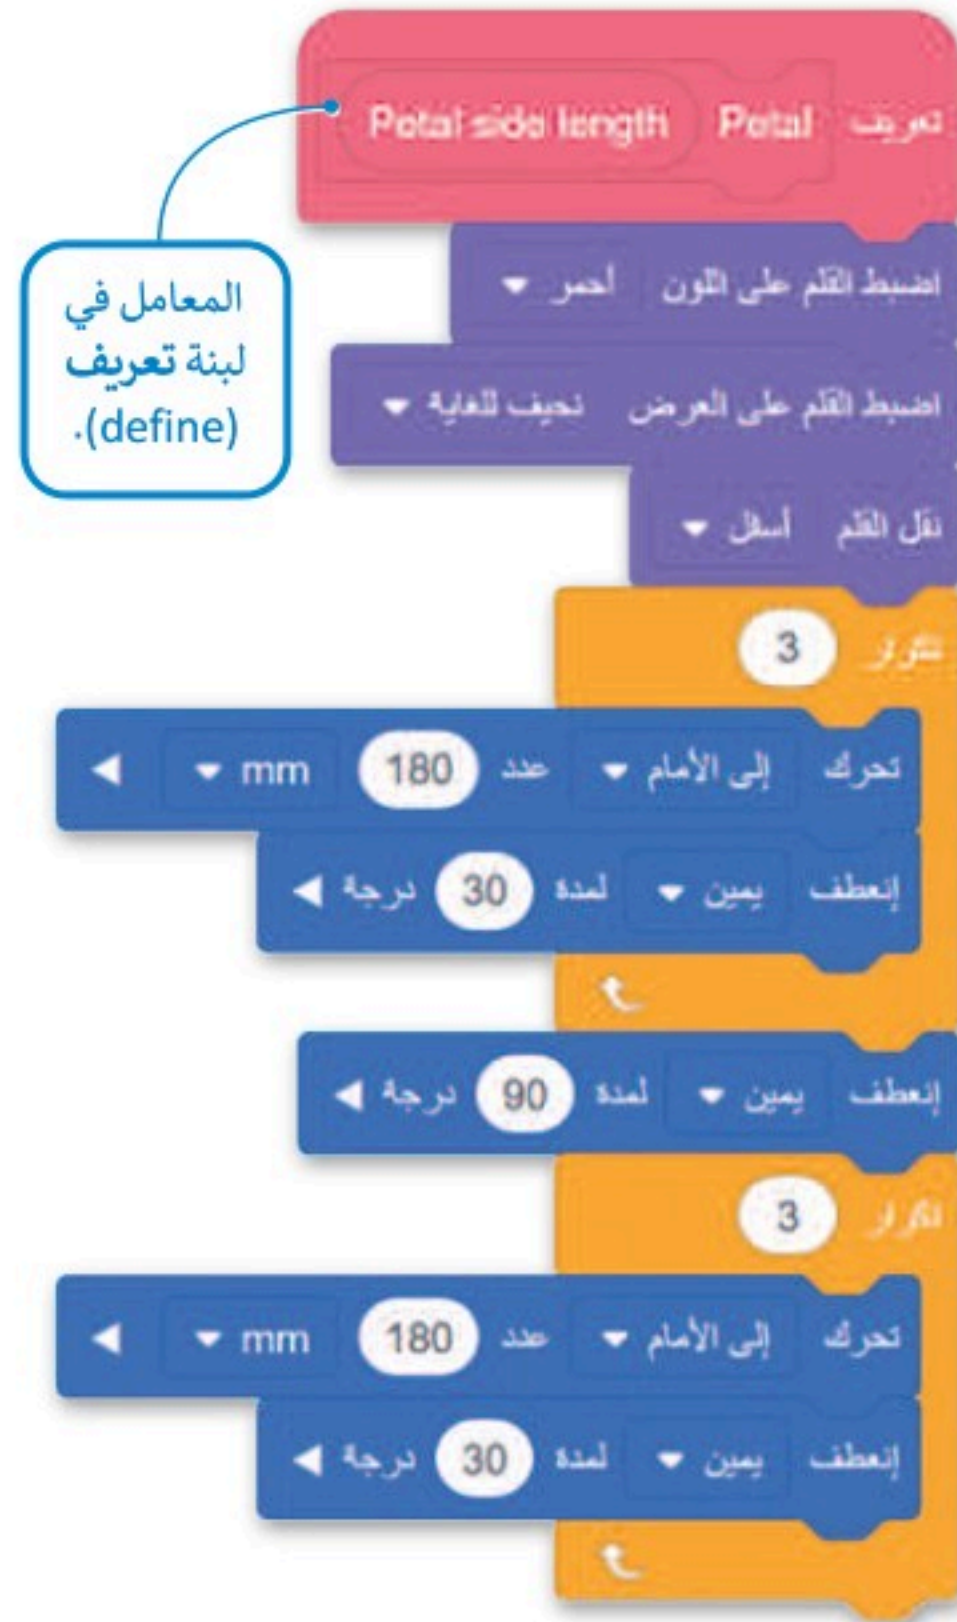 تعريف Petal Petal side length
المعامل في
لبنة تعريف
(define).
اضبط القلم على اللون أحمر
اضبط القلم على العرض نحيف للغاية
نقل القلم أسفل
تكرار 3
تحرك إلى الأمام عدد 180 mm
إنعطف يمين لمدة 30 درجة
إنعطف يمين لمدة 90 درجة
تكرار 3
تحرك إلى الأمام عدد 180 mm
إنعطف يمين لمدة 30 درجة